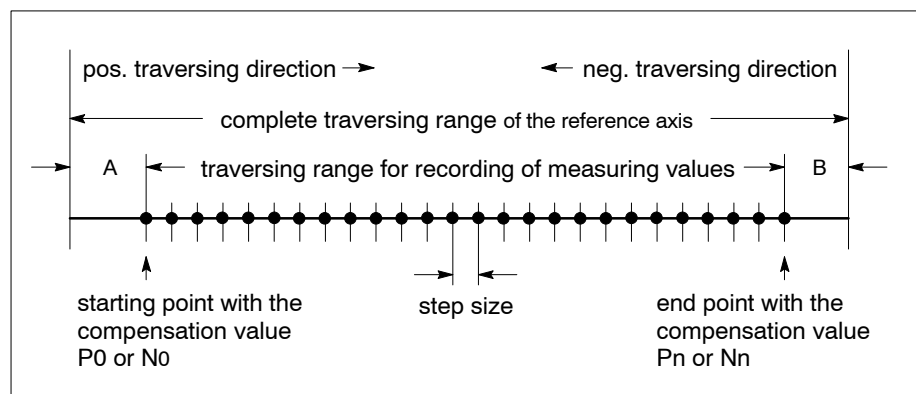 pos. traversing direction
neg. traversing direction
complete traversing range of the reference axis
A
traversing range for recording of measuring values
B
starting point with the
compensation value
P0 or N0
step size
end point with the
compensation value
Pn or Nn